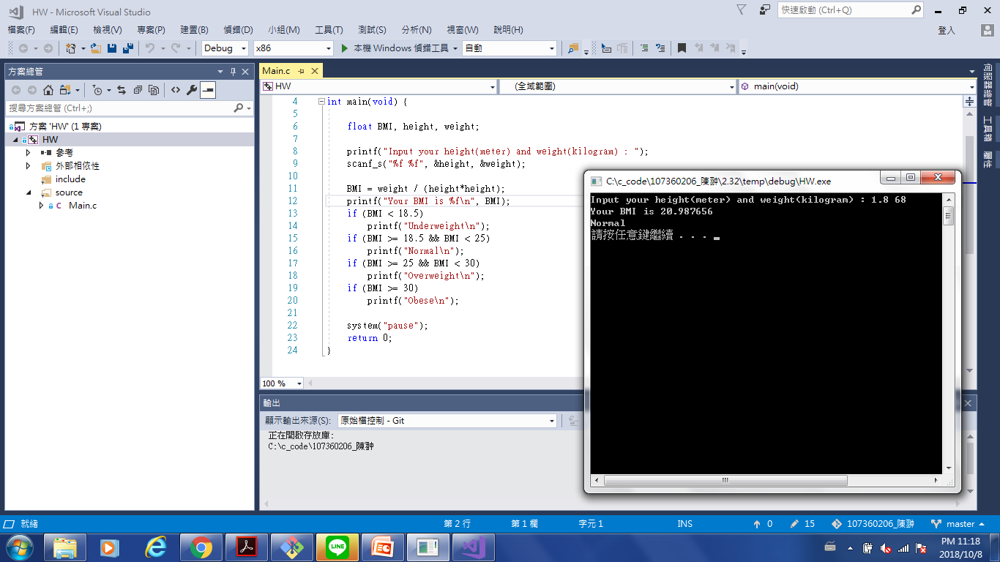 HW - Microsoft Visual Studio
快速啟動 (Ctrl+Q)
檔案(F) 編輯(E) 檢視(V) 專案(P) 建置(B) 偵錯(D) 小組(M) 工具(T) 測試(S) 分析(N) 視窗(W) 說明(H)
登入
Debug x86 本機 Windows 偵錯工具 自動
方案總管
搜尋方案總管 (Ctrl+;)
方案 'HW' (1 專案)
HW
參考
外部相依性
include
source
Main.c
Main.c
HW (全域範圍) main(void)
4 int main(void) {
5
6 float BMI, height, weight;
7
8 printf("Input your height(meter) and weight(kilogram) : ");
9 scanf_s("%f %f", &height, &weight);
10
11 BMI = weight / (height*height);
12 printf("Your BMI is %f\n", BMI);
13 if (BMI < 18.5)
14 printf("Underweight\n");
15 if (BMI >= 18.5 && BMI < 25)
16 printf("Normal\n");
17 if (BMI >= 25 && BMI < 30)
18 printf("Overweight\n");
19 if (BMI >= 30)
20 printf("Obese\n");
21
22 system("pause");
23 return 0;
24 }
100 %
伺服器總管
工具箱
屬性
C:\c_code\107360206_陳翀\2.32\temp\debug\HW.exe
Input your height(meter) and weight(kilogram) : 1.8 68
Your BMI is 20.987656
Normal
請按任意鍵繼續 . . .
輸出
顯示輸出來源(S): 原始檔控制 - Git
正在開啟存放庫:
C:\c_code\107360206_陳翀
就緒 第 2 行 第 1 欄 字元 1 INS 0 15 107360206_陳翀 master
LINE
PM 11:18
2018/10/8